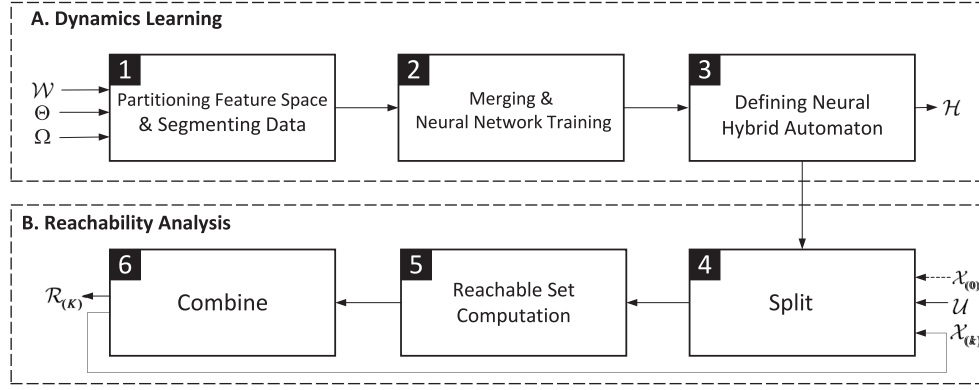 A. Dynamics Learning
1
Partitioning Feature Space
& Segmenting Data
2
Merging &
Neural Network Training
3
Defining Neural
Hybrid Automaton
𝒲
Θ
Ω
ℋ
B. Reachability Analysis
6
Combine
5
Reachable Set
Computation
4
Split
ℛ(K)
𝒳(0)
𝒰
𝒳(k)